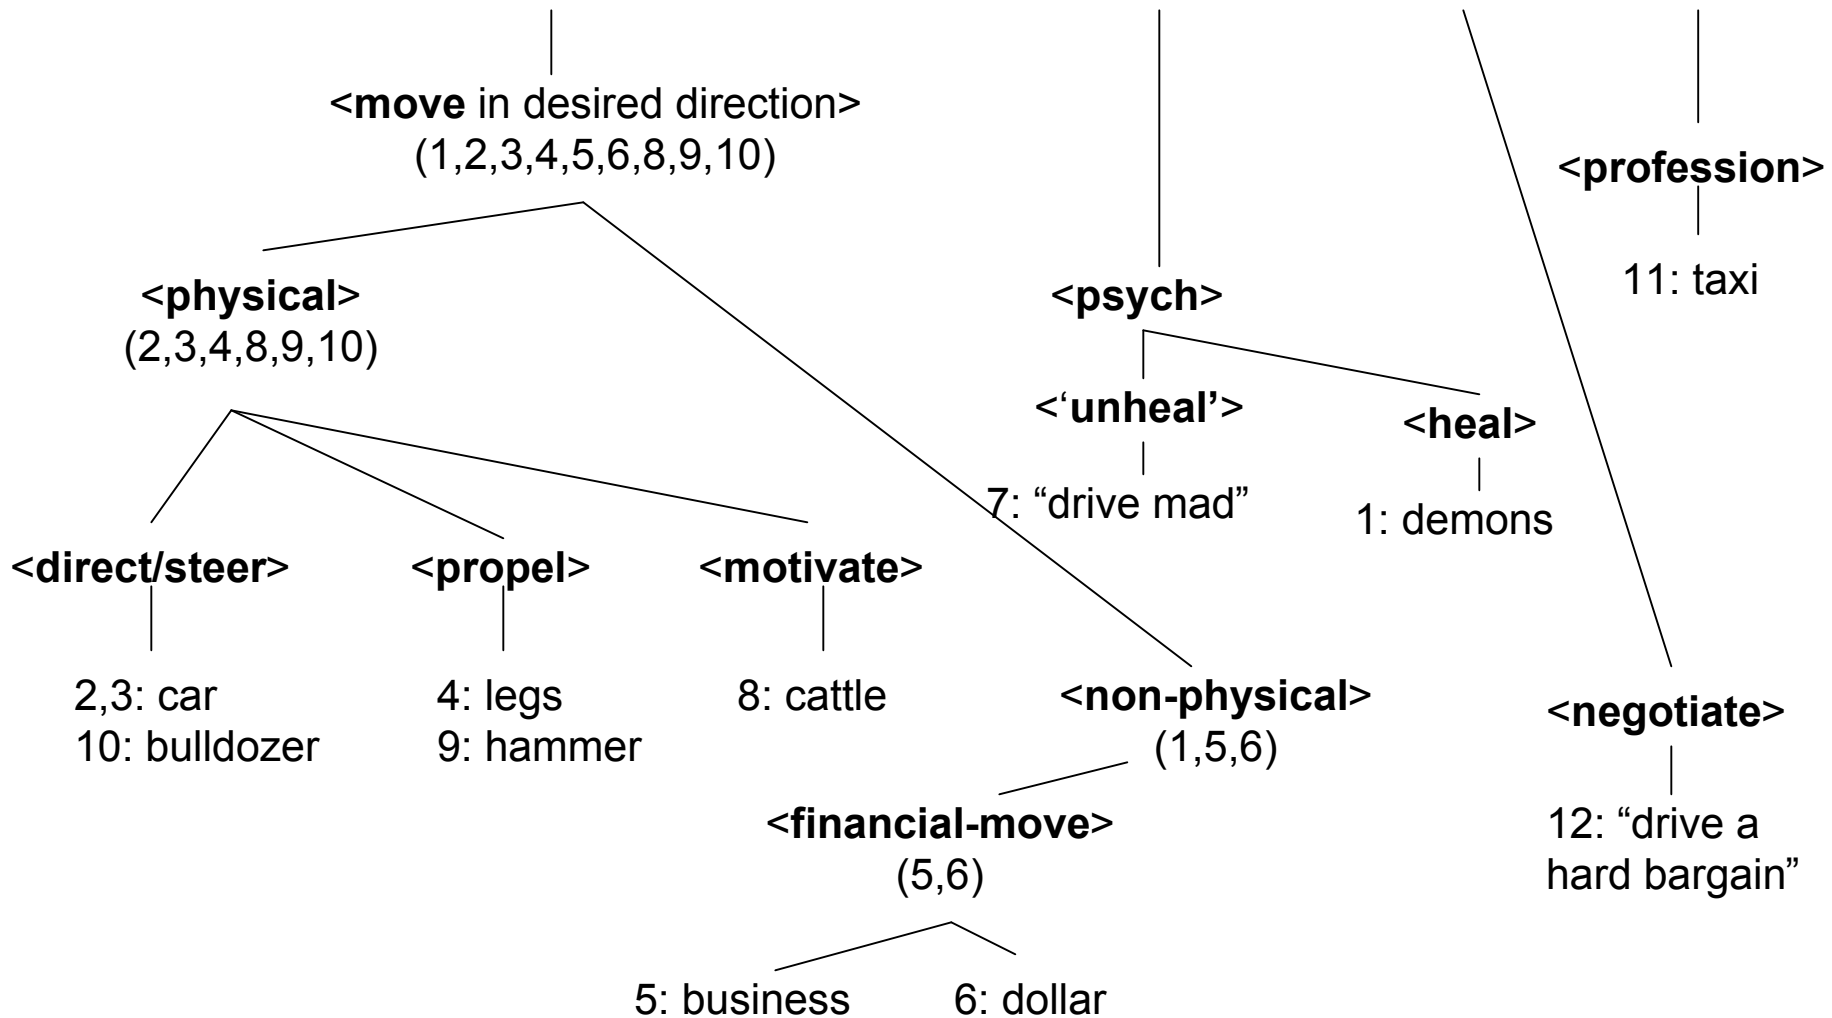 <move in desired direction>
(1,2,3,4,5,6,8,9,10)
<profession>
11: taxi
<physical>
(2,3,4,8,9,10)
<psych>
<‘unheal’>
<heal>
7: “drive mad”
1: demons
<direct/steer>
<propel>
<motivate>
2,3: car
10: bulldozer
4: legs
9: hammer
8: cattle
<non-physical>
(1,5,6)
<negotiate>
<financial-move>
(5,6)
12: “drive a
hard bargain”
5: business
6: dollar